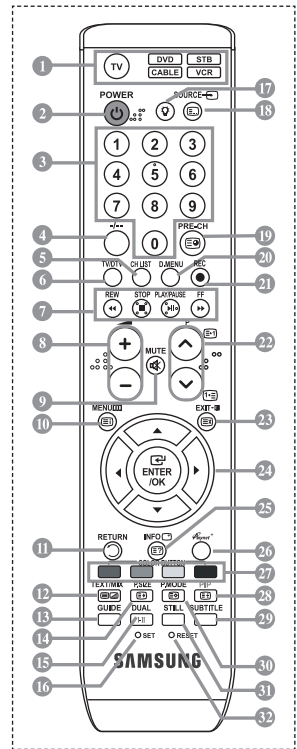 1 TV DVD STB
CABLE VCR
POWER SOURCE 17
2 18
3 1 2 3
4 5 6
7 8 9
4 -/-- 0 PRE-CH 19
5 20
6 TV/DTV CH LIST D.MENU REC 21
REW STOP PLAY/PAUSE FF
7
8 + P 22
9 MUTE
−
10 MENU EXIT 23
ENTER 24
/OK
25
RETURN INFO
11 26
COLOR BUTTON 27
12 TEXT/MIX P.SIZE P.MODE PIP 28
13 GUIDE DUAL STILL SUBTITLE 29
14 I-II
15 30
16 SET RESET 31
SAMSUNG 32